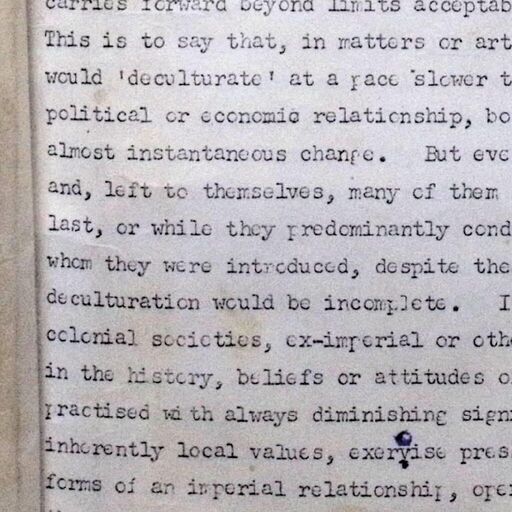 carries forward beyond limits acceptab
This is to say that, in matters or art
would 'deculturate' at a pace slower t
political or economic relationship, bo
almost instantaneous change. But eve
and, left to themselves, many of them
last, or while they predominantly cond
whom they were introduced, despite the
deculturation would be incomplete. I
colonial societies, ex-imperial or oth
in the history, beliefs or attitudes o
practised with always diminishing sign
inherently local values, exeryise pres
forms of an imperial relationship, ope